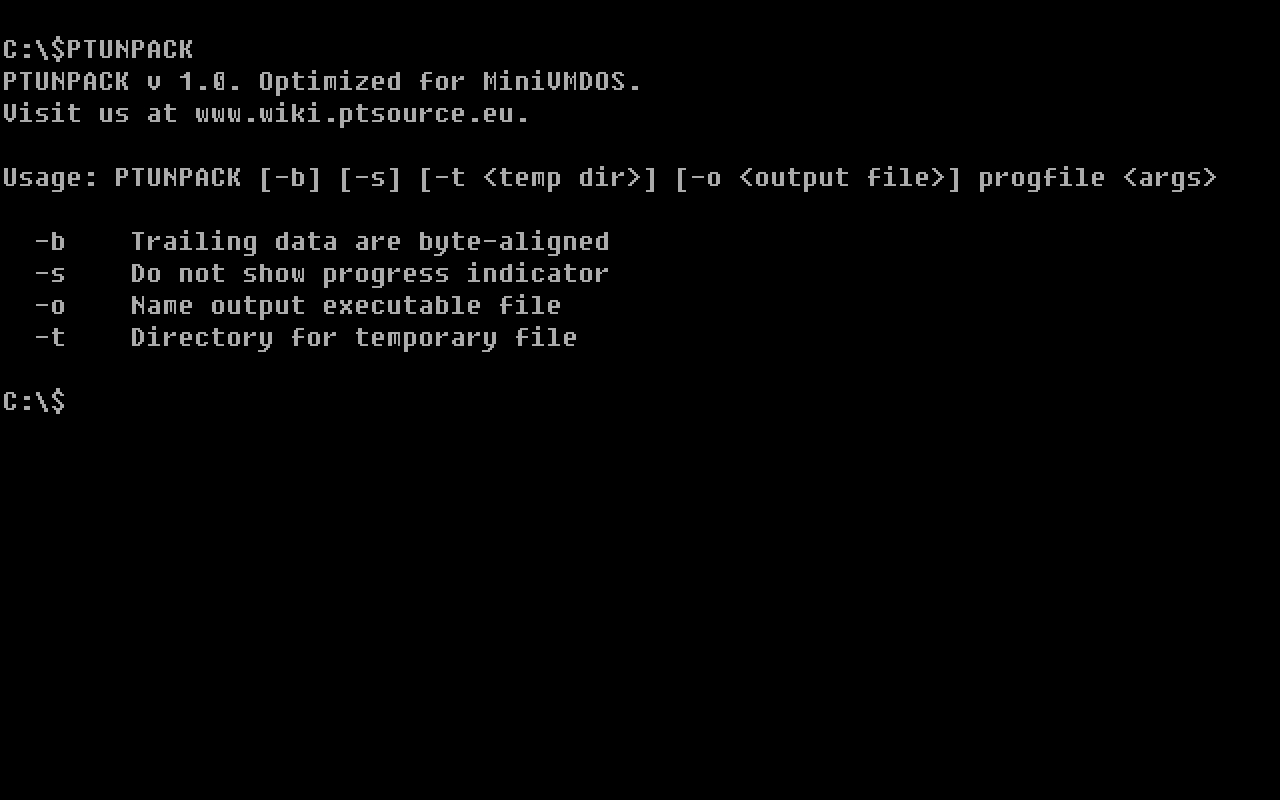 C:\$PTUNPACK
PTUNPACK v 1.0. Optimized for MiniVMDOS.
Visit us at www.wiki.ptsource.eu.
Usage: PTUNPACK [-b] [-s] [-t <temp dir>] [-o <output file>] progfile <args>
-b    Trailing data are byte-aligned
-s    Do not show progress indicator
-o    Name output executable file
-t    Directory for temporary file
C:\$